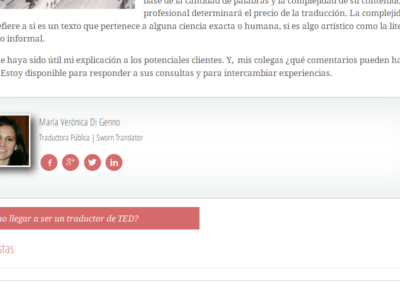 base de la cantidad de palabras y la complejidad de su contenido
profesional determinará el precio de la traducción. La complejid
efiere a si es un texto que pertenece a alguna ciencia exacta o humana, si es algo artístico como la lite
o informal.
e haya sido útil mi explicación a los potenciales clientes. Y, mis colegas ¿qué comentarios pueden ha
Estoy disponible para responder a sus consultas y para intercambiar experiencias.
María Verónica Di Genno
Traductora Pública | Sworn Translator
no llegar a ser un traductor de TED?
stas